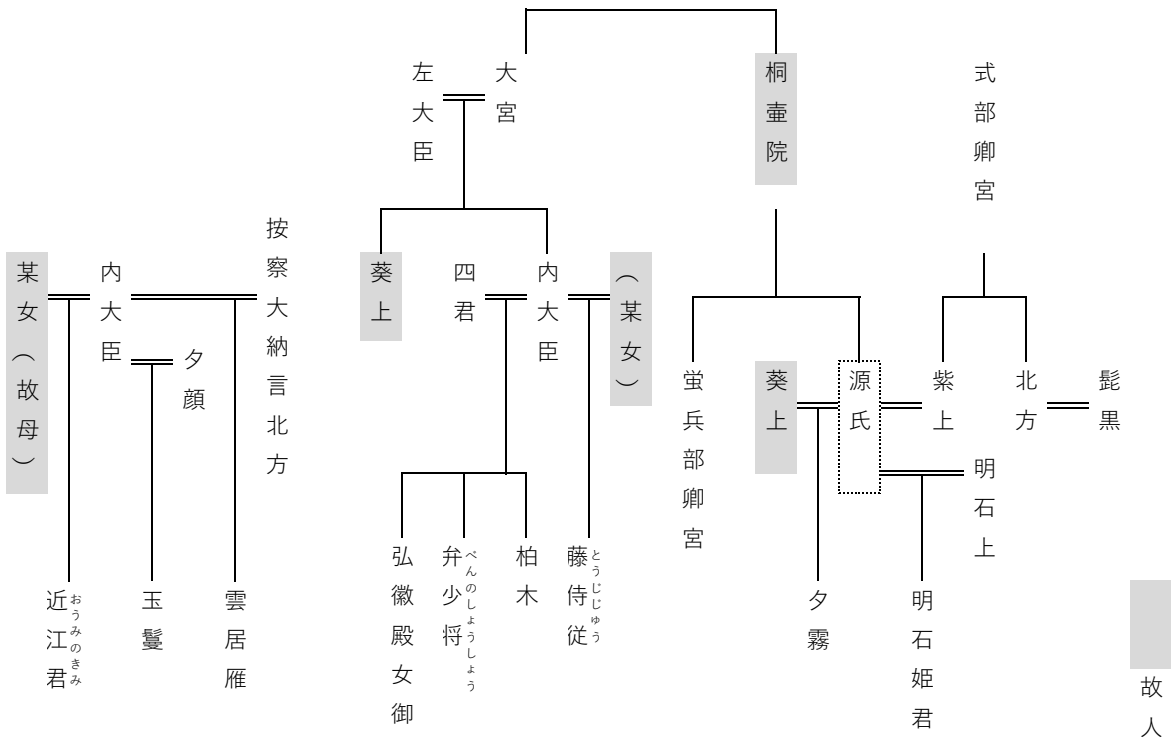 式部卿宮
桐壷院
大宮
左大臣
髭黒
北方
紫上
明石上
源氏
葵上
蛍兵部卿宮
明石姫君
夕霧
(某女)
内大臣
四君
葵上
藤侍従
とうじじゅう
柏木
弁少将
べんのしょうしょう
弘徽殿女御
按察大納言北方
夕顔
内大臣
某女(故母)
雲居雁
玉鬘
近江君
おうみのきみ
故人